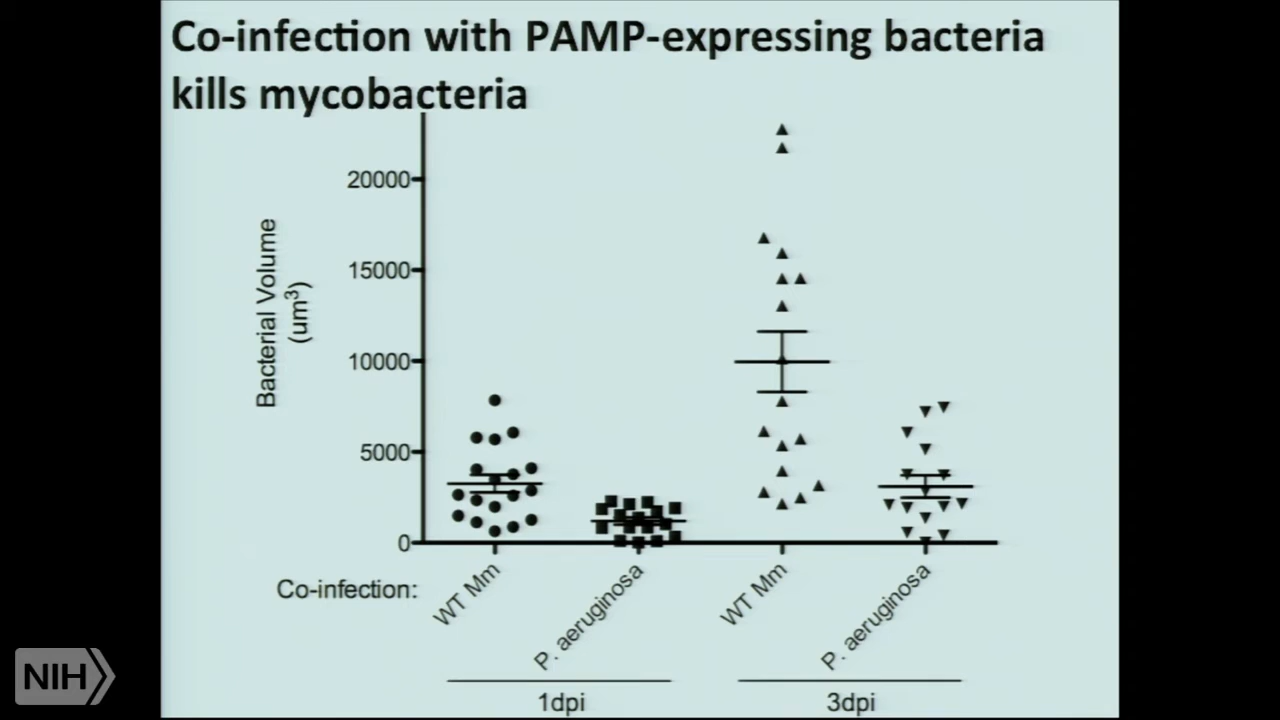 Co-infection with PAMP-expressing bacteria
kills mycobacteria
20000
15000
10000
5000
0
Bacterial Volume
(um³)
Co-infection:
WT Mm
P. aeruginosa
WT Mm
P. aeruginosa
1dpi
3dpi
NIH